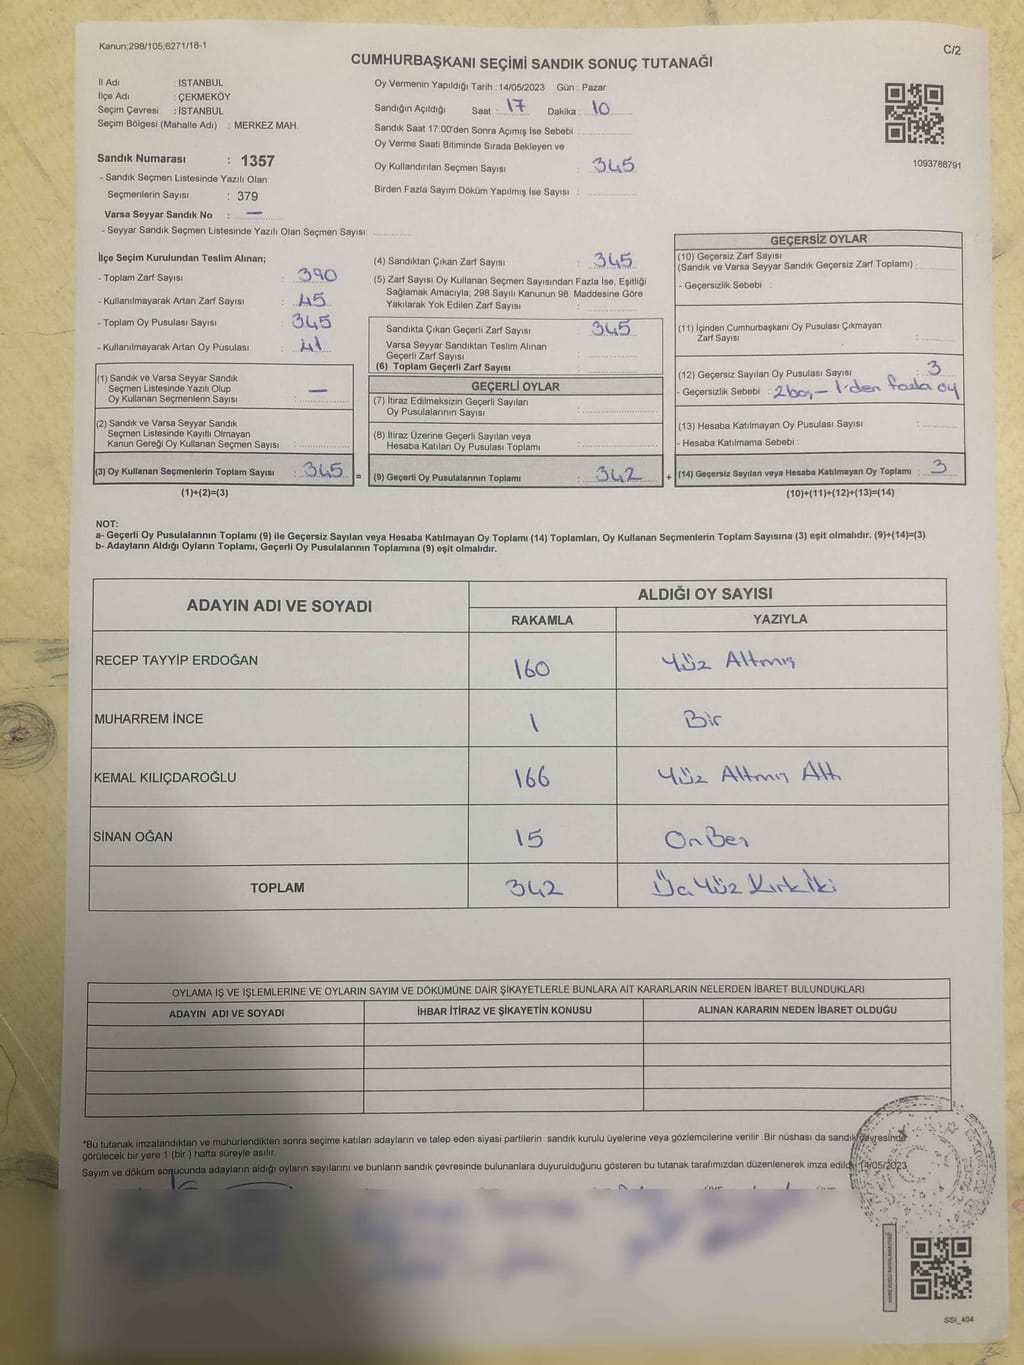 Kanun;298/105;6271/18-1
C/2
CUMHURBAŞKANI SEÇİMİ SANDIK SONUÇ TUTANAĞI
İl Adı : İSTANBUL
İlçe Adı : ÇEKMEKÖY
Seçim Çevresi : İSTANBUL
Seçim Bölgesi (Mahalle Adı) : MERKEZ MAH.
Sandık Numarası : 1357
- Sandık Seçmen Listesinde Yazılı Olan
Seçmenlerin Sayısı : 379
Varsa Seyyar Sandık No : —
- Seyyar Sandık Seçmen Listesinde Yazılı Olan Seçmen Sayısı:
Oy Vermenin Yapıldığı Tarih : 14/05/2023 Gün : Pazar
Sandığın Açıldığı Saat : 17 Dakika : 10
Sandık Saat 17:00'den Sonra Açımış İse Sebebi :
Oy Verme Saati Bitiminde Sırada Bekleyen ve
Oy Kullandırılan Seçmen Sayısı : 345
Birden Fazla Sayım Döküm Yapılmış İse Sayısı :
1093788791
İlçe Seçim Kurulundan Teslim Alınan;
- Toplam Zarf Sayısı : 390
- Kullanılmayarak Artan Zarf Sayısı : 45
- Toplam Oy Pusulası Sayısı : 345
- Kullanılmayarak Artan Oy Pusulası : 41
(1) Sandık ve Varsa Seyyar Sandık
Seçmen Listesinde Yazılı Olup
Oy Kullanan Seçmenlerin Sayısı : —
(2) Sandık ve Varsa Seyyar Sandık
Seçmen Listesinde Kayıtlı Olmayan
Kanun Gereği Oy Kullanan Seçmen Sayısı :
(3) Oy Kullanan Seçmenlerin Toplam Sayısı : 345 =
(1)+(2)=(3)
(4) Sandıktan Çıkan Zarf Sayısı : 345
(5) Zarf Sayısı Oy Kullanan Seçmen Sayısından Fazla İse, Eşitliği
Sağlamak Amacıyla; 298 Sayılı Kanunun 98. Maddesine Göre
Yakılarak Yok Edilen Zarf Sayısı :
Sandıkta Çıkan Geçerli Zarf Sayısı : 345
Varsa Seyyar Sandıktan Teslim Alınan
Geçerli Zarf Sayısı :
(6) Toplam Geçerli Zarf Sayısı :
GEÇERLİ OYLAR
(7) İtiraz Edilmeksizin Geçerli Sayılan
Oy Pusulalarının Sayısı :
(8) İtiraz Üzerine Geçerli Sayılan veya
Hesaba Katılan Oy Pusulası Toplamı :
(9) Geçerli Oy Pusulalarının Toplamı : 342 +
GEÇERSİZ OYLAR
(10) Geçersiz Zarf Sayısı
(Sandık ve Varsa Seyyar Sandık Geçersiz Zarf Toplamı) :
- Geçersizlik Sebebi :
(11) İçinden Cumhurbaşkanı Oy Pusulası Çıkmayan
Zarf Sayısı :
(12) Geçersiz Sayılan Oy Pusulası Sayısı : 3
- Geçersizlik Sebebi : 2 boş — 1'den fazla oy
(13) Hesaba Katılmayan Oy Pusulası Sayısı :
- Hesaba Katılmama Sebebi :
(14) Geçersiz Sayılan veya Hesaba Katılmayan Oy Toplamı : 3
(10)+(11)+(12)+(13)=(14)
NOT:
a- Geçerli Oy Pusulalarının Toplamı (9) ile Geçersiz Sayılan veya Hesaba Katılmayan Oy Toplamı (14) Toplamları, Oy Kullanan Seçmenlerin Toplam Sayısına (3) eşit olmalıdır. (9)+(14)=(3)
b- Adayların Aldığı Oyların Toplamı, Geçerli Oy Pusulalarının Toplamına (9) eşit olmalıdır.
ADAYIN ADI VE SOYADI
ALDIĞI OY SAYISI
RAKAMLA YAZIYLA
RECEP TAYYİP ERDOĞAN 160 Yüz Altmış
MUHARREM İNCE 1 Bir
KEMAL KILIÇDAROĞLU 166 Yüz Altmış Altı
SİNAN OĞAN 15 On Beş
TOPLAM 342 Üç Yüz Kırk İki
OYLAMA İŞ VE İŞLEMLERİNE VE OYLARIN SAYIM VE DÖKÜMÜNE DAİR ŞİKAYETLERLE BUNLARA AİT KARARLARIN NELERDEN İBARET BULUNDUKLARI
ADAYIN ADI VE SOYADI İHBAR İTİRAZ VE ŞİKAYETİN KONUSU ALINAN KARARIN NEDEN İBARET OLDUĞU
*Bu tutanak imzalandıktan ve mühürlendikten sonra seçime katılan adayların ve talep eden siyasi partilerin sandık kurulu üyelerine veya gözlemcilerine verilir .Bir nüshası da sandık çevresinde
görülecek bir yere 1 (bir ) hafta süreyle asılır.
Sayım ve döküm sonucunda adayların aldığı oyların sayılarını ve bunların sandık çevresinde bulunanlara duyurulduğunu gösteren bu tutanak tarafımızdan düzenlenerek imza edildi. 14/05/2023
SSI_404